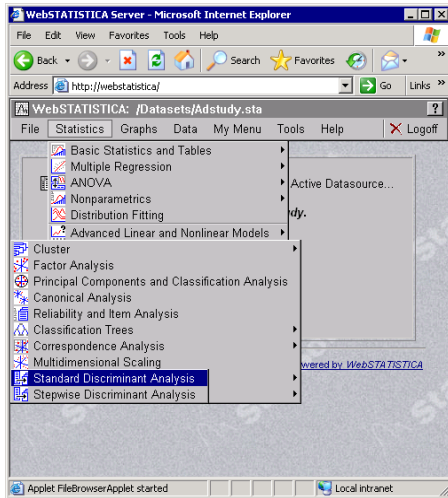 WebSTATISTICA Server - Microsoft Internet Explorer
File Edit View Favorites Tools Help
Back Search Favorites »
Address http://webstatistica/ Go Links »
WebSTATISTICA: /Datasets/Adstudy.sta ?
File Statistics Graphs Data My Menu Tools Help Logoff
Basic Statistics and Tables
Multiple Regression
ANOVA Active Datasource...
Nonparametrics
Distribution Fitting
Advanced Linear and Nonlinear Models
Cluster
Factor Analysis
Principal Components and Classification Analysis
Canonical Analysis
Reliability and Item Analysis
Classification Trees
Correspondence Analysis
Multidimensional Scaling
WebSTATISTICA
Standard Discriminant Analysis
Stepwise Discriminant Analysis
Applet FileBrowserApplet started Local intranet